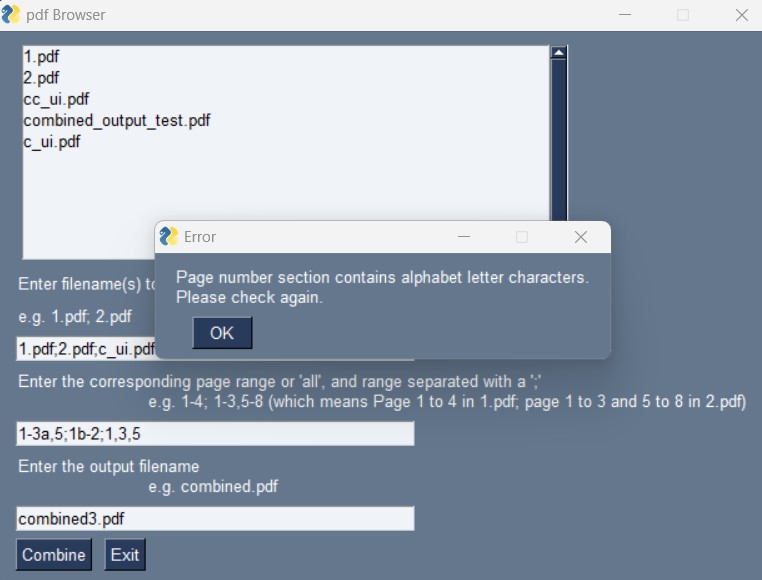 pdf Browser
1.pdf
2.pdf
cc_ui.pdf
combined_output_test.pdf
c_ui.pdf
Error
Page number section contains alphabet letter characters.
Please check again.
OK
Enter filename(s) to
e.g. 1.pdf; 2.pdf
1.pdf;2.pdf;c_ui.pdf
Enter the corresponding page range or 'all', and range separated with a ';'
e.g. 1-4; 1-3,5-8 (which means Page 1 to 4 in 1.pdf; page 1 to 3 and 5 to 8 in 2.pdf)
1-3a,5;1b-2;1,3,5
Enter the output filename
e.g. combined.pdf
combined3.pdf
Combine Exit